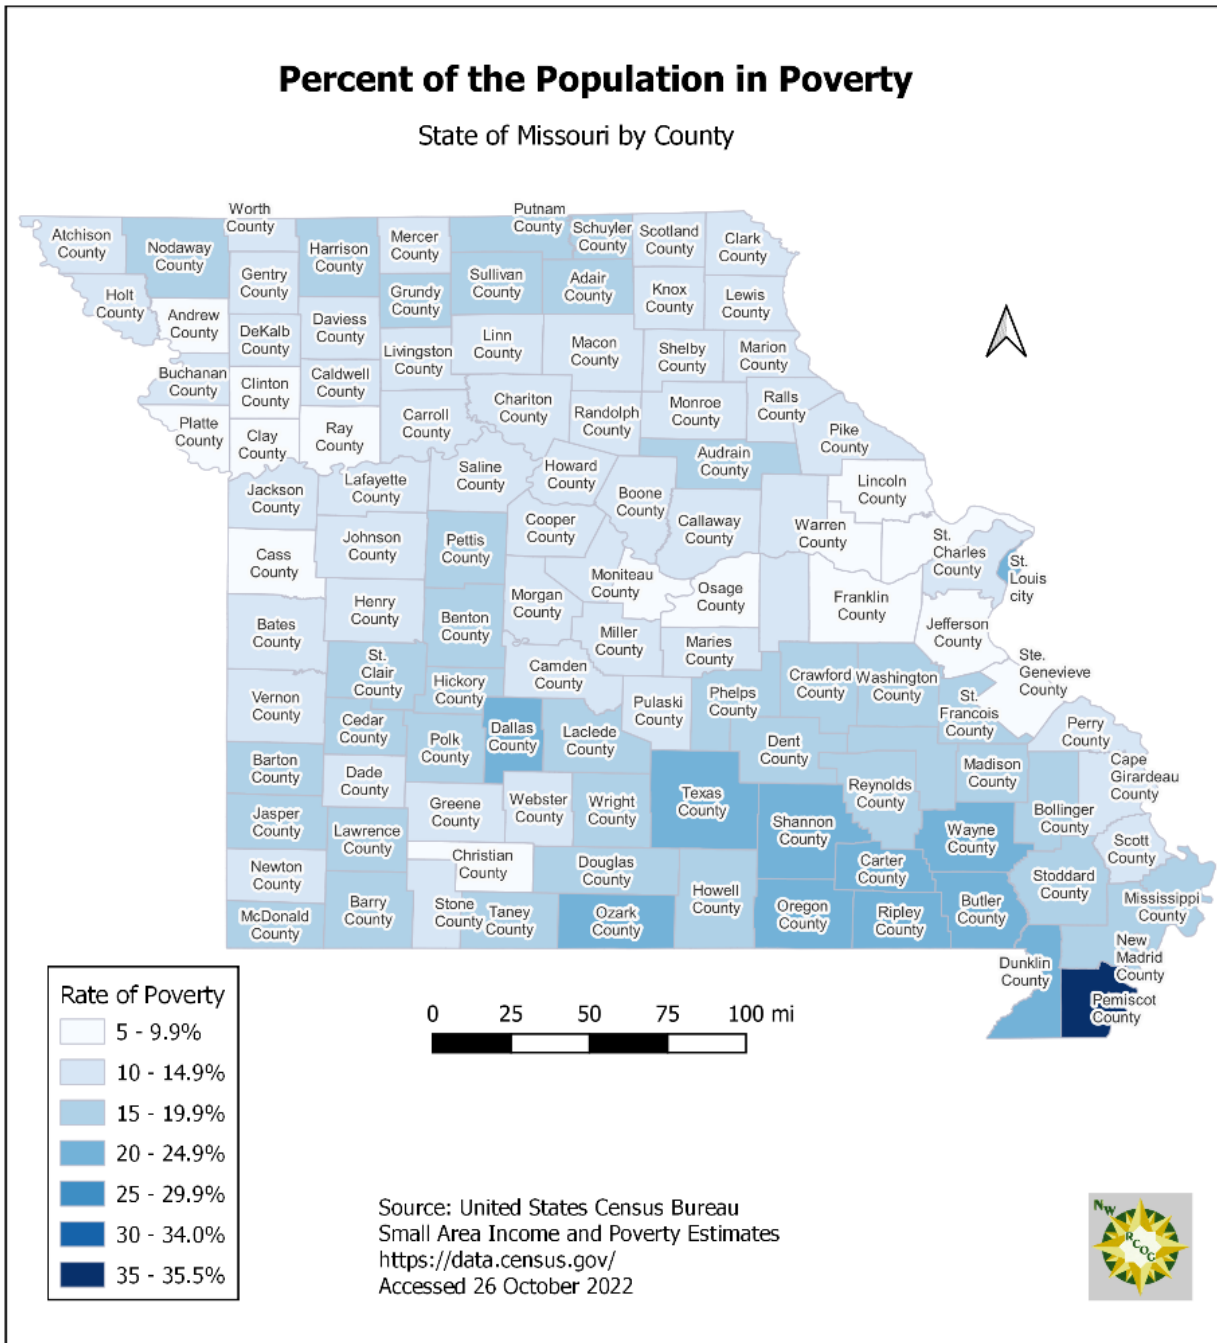 Percent of the Population in Poverty
State of Missouri by County
Atchison
County
Nodaway
County
Worth
County
Harrison
County
Mercer
County
Putnam
County
Schuyler
County
Scotland
County
Clark
County
Gentry
County
Sullivan
County
Adair
County
Holt
County
Grundy
County
Knox
County
Lewis
County
Andrew
County
DeKalb
County
Daviess
County
Livingston
County
Linn
County
Macon
County
Shelby
County
Marion
County
Buchanan
County
Clinton
County
Caldwell
County
Chariton
County
Randolph
County
Monroe
County
Ralls
County
Platte
County
Clay
County
Ray
County
Carroll
County
Pike
County
Audrain
County
Jackson
County
Lafayette
County
Saline
County
Howard
County
Boone
County
Lincoln
County
Callaway
County
Warren
County
Cooper
County
Johnson
County
Pettis
County
Cass
County
St.
Charles
County
St.
Louis
city
Moniteau
County
Osage
County
Franklin
County
Henry
County
Morgan
County
Benton
County
Bates
County
Miller
County
Maries
County
Jefferson
County
St.
Clair
County
Camden
County
Ste.
Genevieve
County
Hickory
County
Vernon
County
Pulaski
County
Phelps
County
Crawford
County
Washington
County
St.
Francois
County
Perry
County
Cedar
County
Polk
County
Dallas
County
Laclede
County
Dent
County
Barton
County
Dade
County
Madison
County
Cape
Girardeau
County
Reynolds
County
Texas
County
Jasper
County
Greene
County
Webster
County
Wright
County
Bollinger
County
Lawrence
County
Shannon
County
Wayne
County
Scott
County
Newton
County
Christian
County
Douglas
County
Carter
County
Stoddard
County
Howell
County
Mississippi
County
McDonald
County
Barry
County
Stone
County
Taney
County
Ozark
County
Oregon
County
Ripley
County
Butler
County
New
Madrid
County
Dunklin
County
Pemiscot
County
Rate of Poverty
5 - 9.9%
10 - 14.9%
15 - 19.9%
20 - 24.9%
25 - 29.9%
30 - 34.0%
35 - 35.5%
0 25 50 75 100 mi
Source: United States Census Bureau
Small Area Income and Poverty Estimates
https://data.census.gov/
Accessed 26 October 2022
NW
RCOG